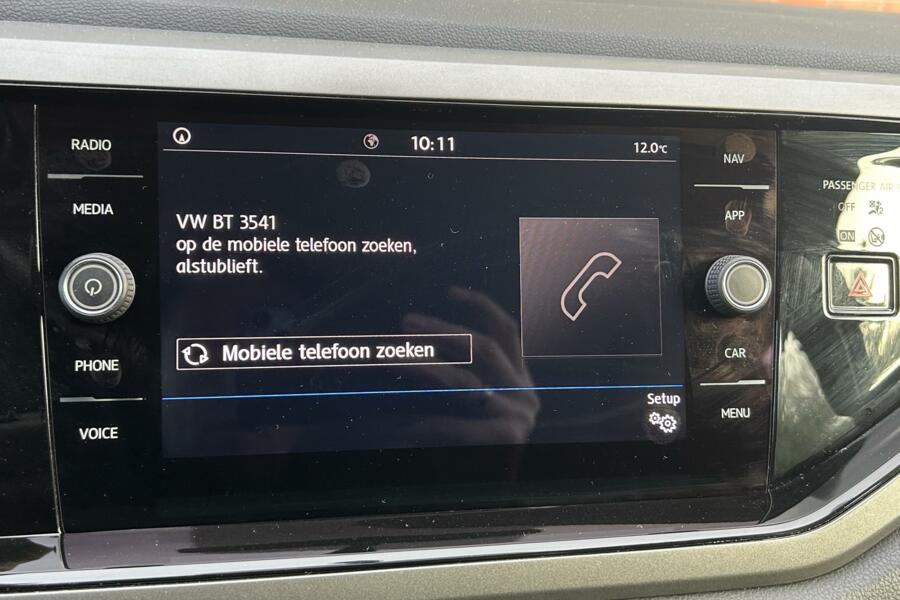 RADIO
MEDIA
PHONE
VOICE
10:11
12.0°C
VW BT 3541
op de mobiele telefoon zoeken,
alstublieft.
Mobiele telefoon zoeken
Setup
NAV
APP
CAR
MENU
PASSENGER AIR
OFF
ON